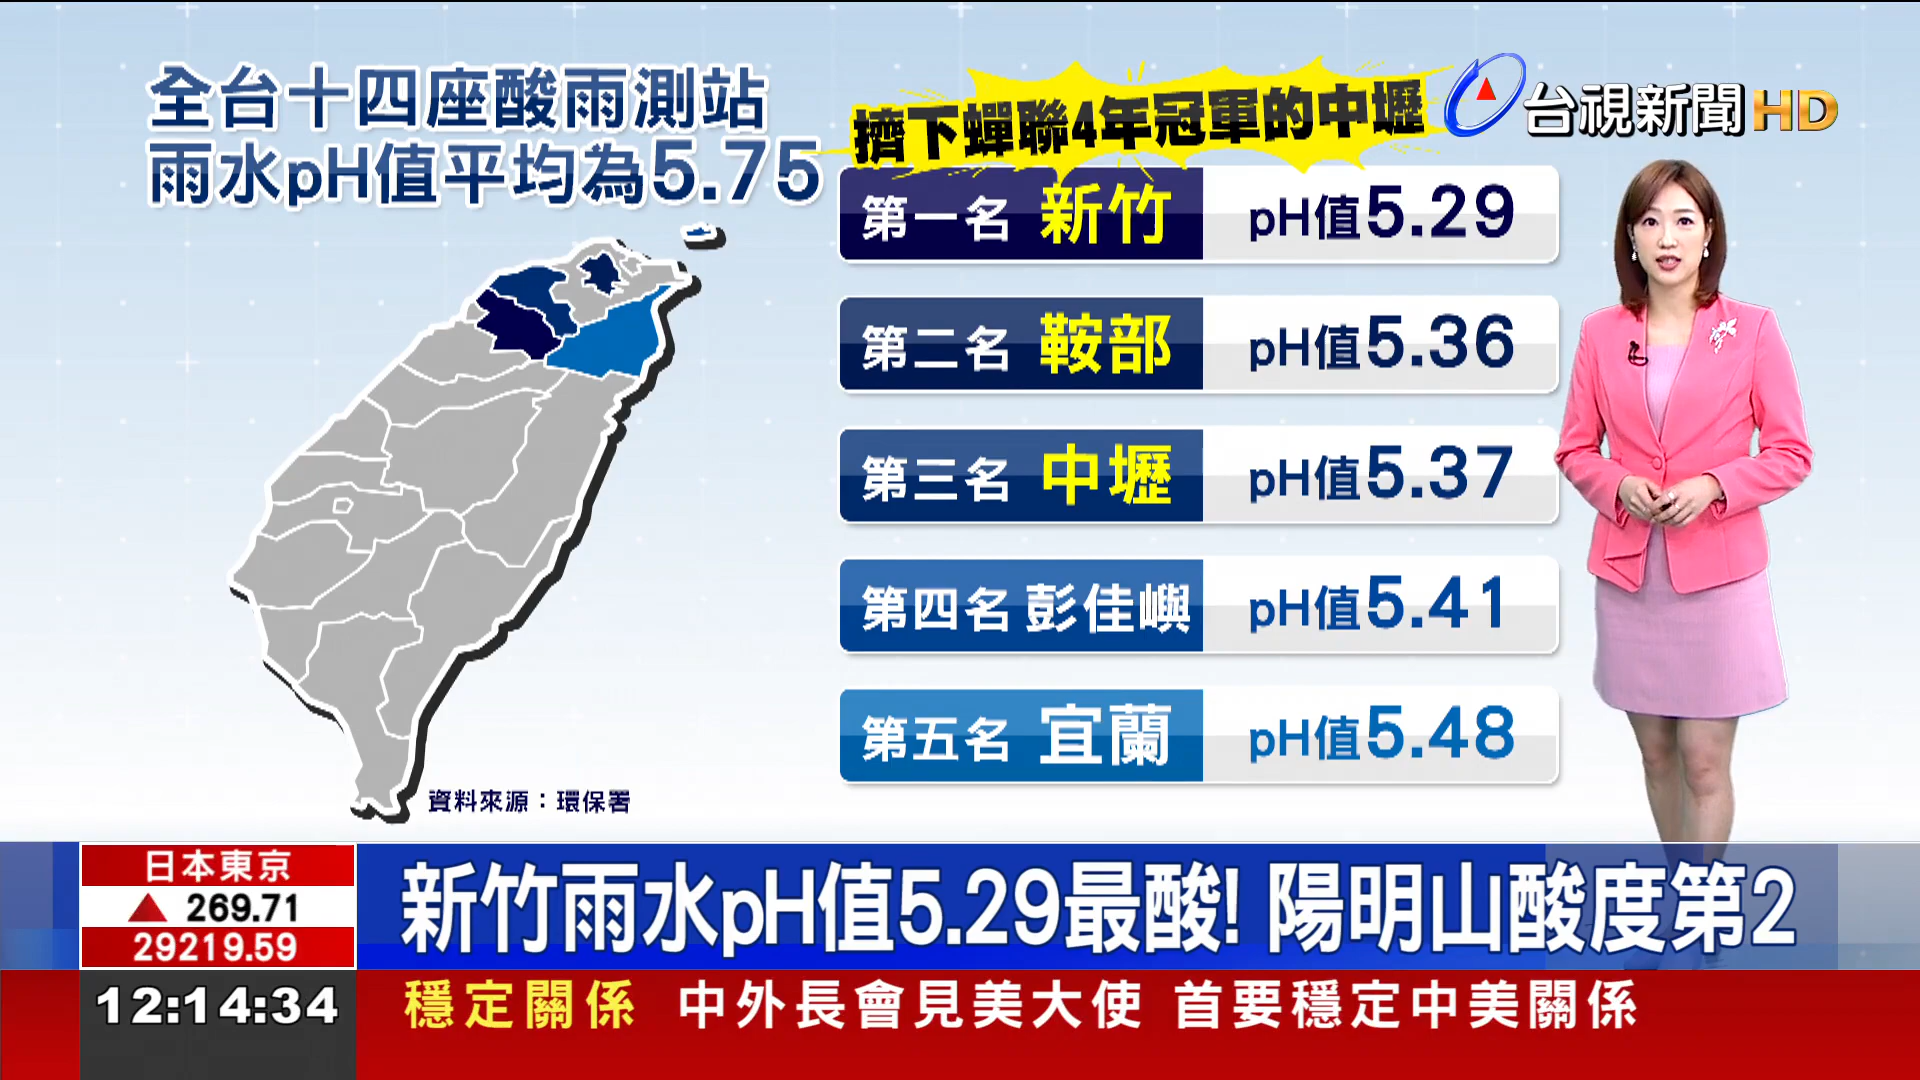 全台十四座酸雨測站
雨水pH值平均為5.75
擠下蟬聯4年冠軍的中壢
台視新聞HD
第一名 新竹 pH值5.29
第二名 鞍部 pH值5.36
第三名 中壢 pH值5.37
第四名 彭佳嶼 pH值5.41
第五名 宜蘭 pH值5.48
資料來源：環保署
日本東京
▲ 269.71
29219.59
新竹雨水pH值5.29最酸! 陽明山酸度第2
12:14:34
穩定關係 中外長會見美大使 首要穩定中美關係